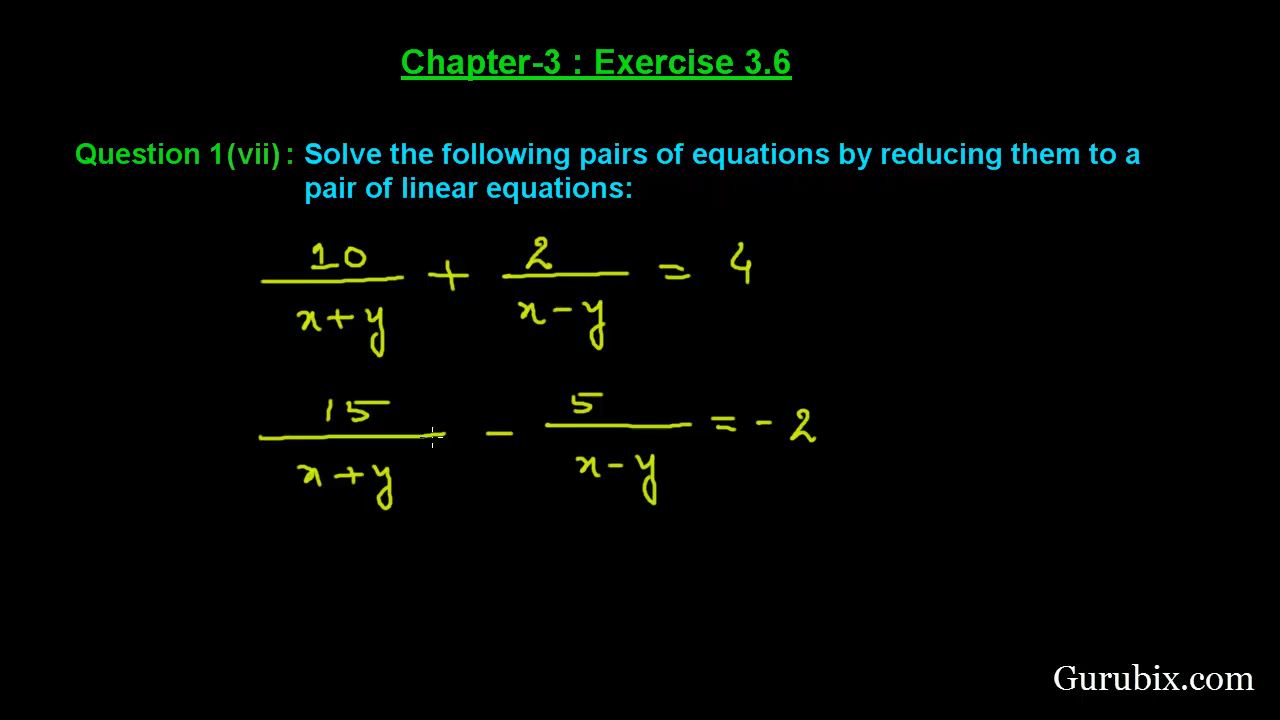 Chapter-3 : Exercise 3.6
Question 1(vii) : Solve the following pairs of equations by reducing them to a
pair of linear equations:
10/(x+y) + 2/(x-y) = 4
15/(x+y) - 5/(x-y) = -2
Gurubix.com